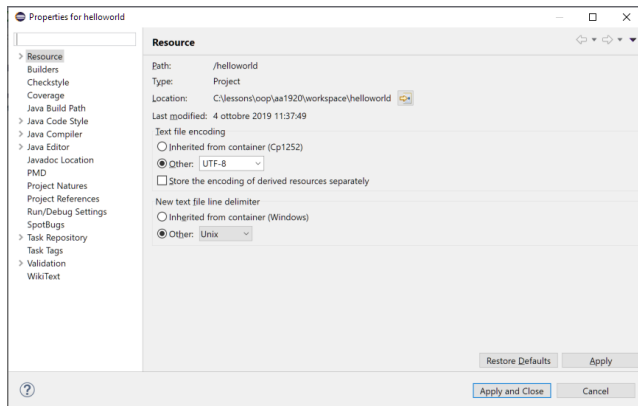 Properties for helloworld
Resource
Builders
Checkstyle
Coverage
Java Build Path
Java Code Style
Java Compiler
Java Editor
Javadoc Location
PMD
Project Natures
Project References
Run/Debug Settings
SpotBugs
Task Repository
Task Tags
Validation
WikiText
Resource
Path: /helloworld
Type: Project
Location: C:\lessons\oop\aa1920\workspace\helloworld
Last modified: 4 ottobre 2019 11:37:49
Text file encoding
Inherited from container (Cp1252)
Other: UTF-8
Store the encoding of derived resources separately
New text file line delimiter
Inherited from container (Windows)
Other: Unix
Restore Defaults Apply
? Apply and Close Cancel